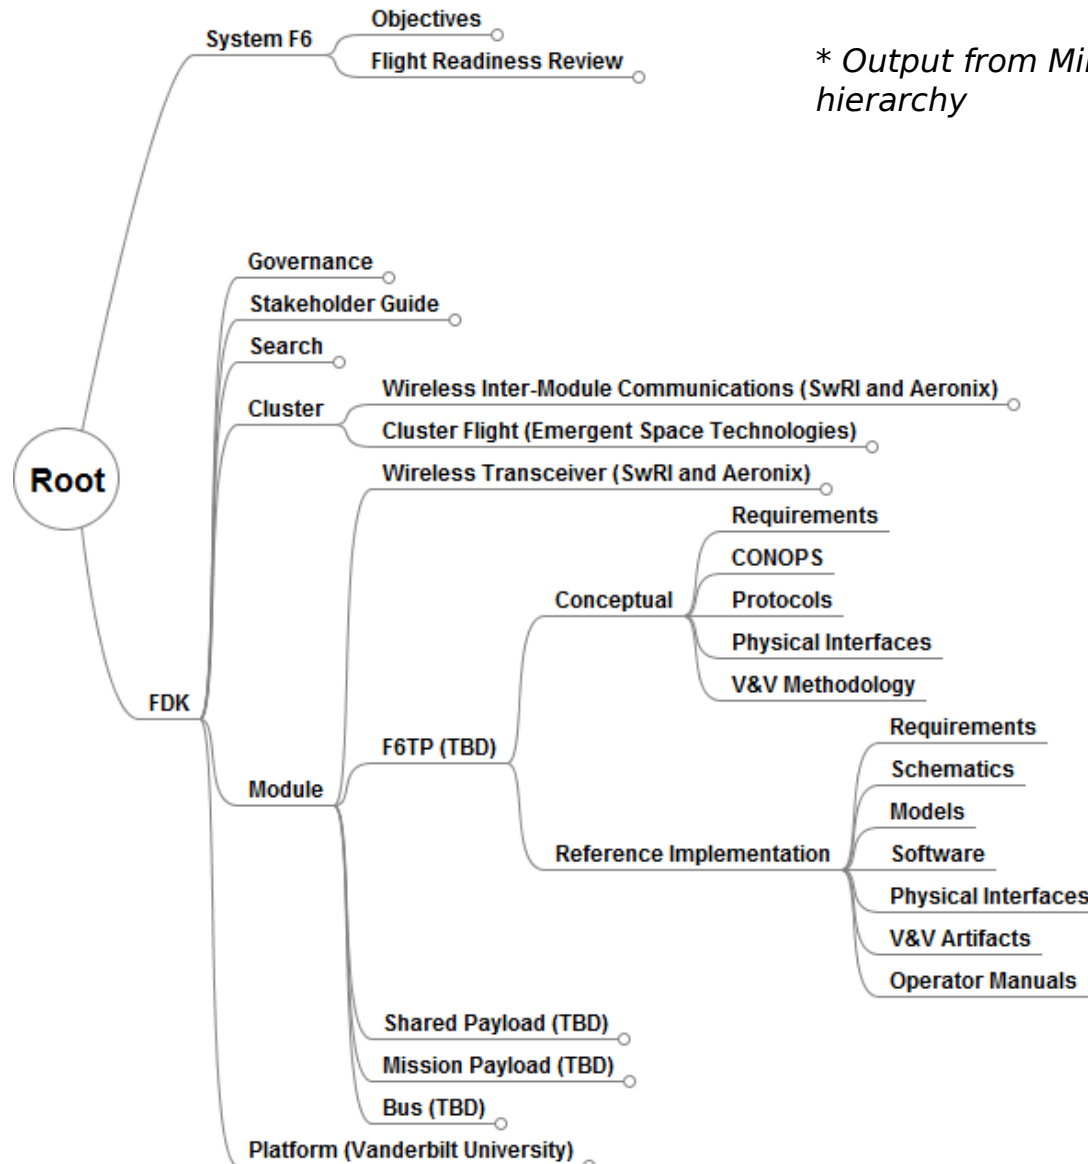 Objectives
System F6
Flight Readiness Review
* Output from
hierarchy
Governance
Stakeholder Guide
Search
Wireless Inter-Module Communications (SwRI and Aeronix)
Cluster
Cluster Flight (Emergent Space Technologies)
Wireless Transceiver (SwRI and Aeronix)
Root
Requirements
CONOPS
Conceptual
Protocols
Physical Interfaces
V&V Methodology
FDK
Requirements
F6TP (TBD)
Schematics
Module
Models
Reference Implementation
Software
Physical Interfaces
V&V Artifacts
Operator Manuals
Shared Payload (TBD)
Mission Payload (TBD)
Bus (TBD)
Platform (Vanderbilt University)